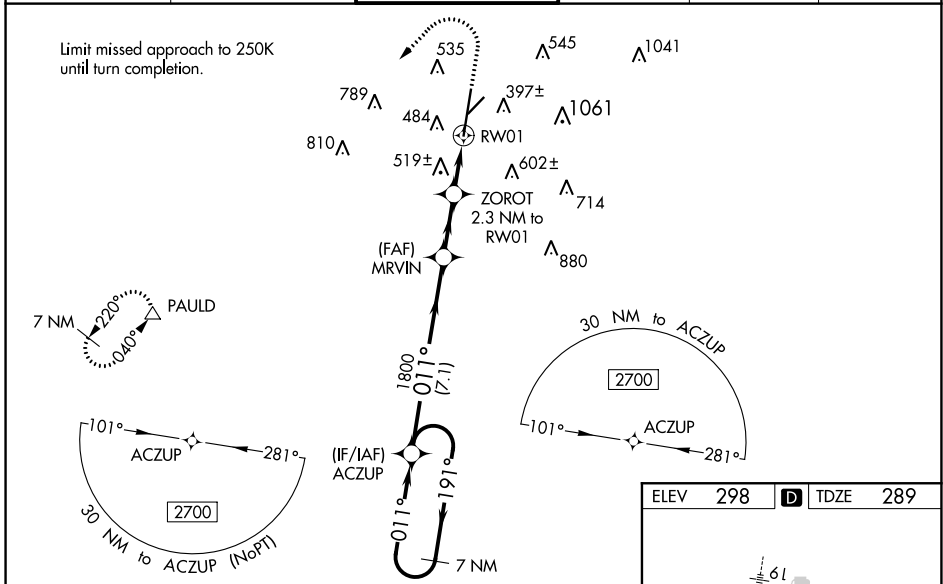 Limit missed approach to 250K
until turn completion.
535
545
1041
789
397±
1061
484
RW01
810
519±
602±
ZOROT
2.3 NM to
RW01
714
(FAF)
MRVIN
880
7 NM
220°
040°
PAULD
1800
011°
(7.1)
30 NM to ACZUP
2700
101°
ACZUP
281°
101°
ACZUP
281°
2700
30 NM to ACZUP (NoPT)
(IF/IAF)
ACZUP
011°
191°
7 NM
ELEV 298 D TDZE 289
19